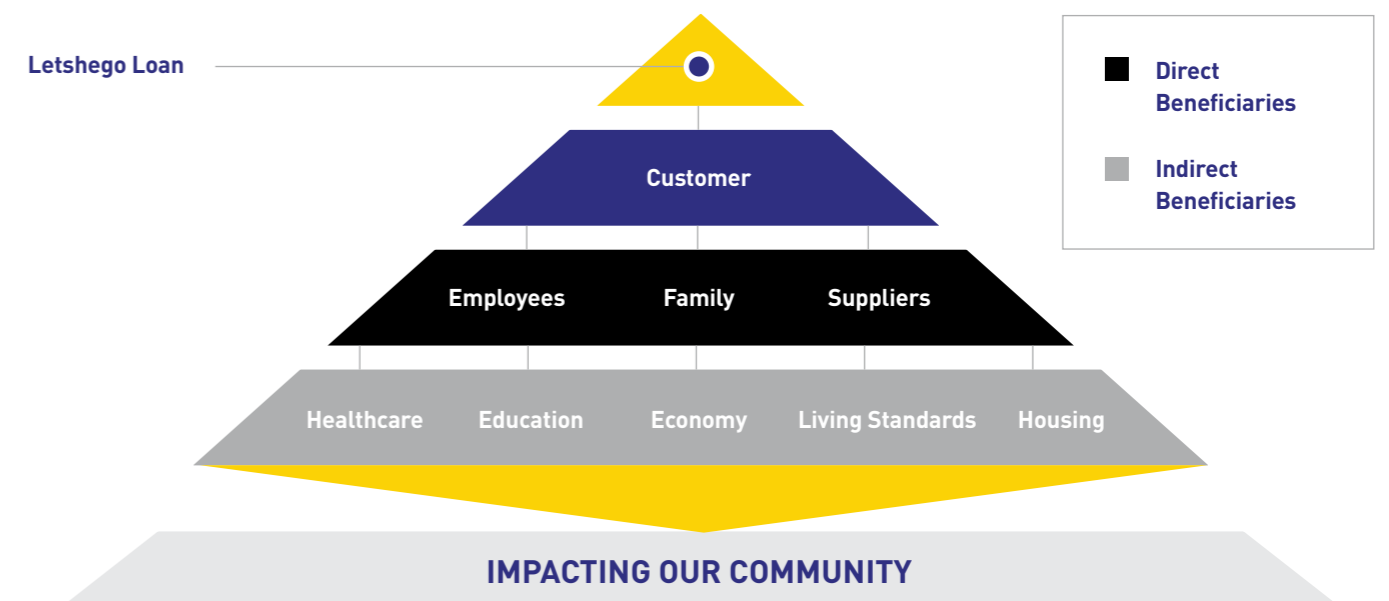 Letshego Loan
Direct
Beneficiaries
Indirect
Beneficiaries
Customer
Employees Family Suppliers
Healthcare Education Economy Living Standards Housing
IMPACTING OUR COMMUNITY